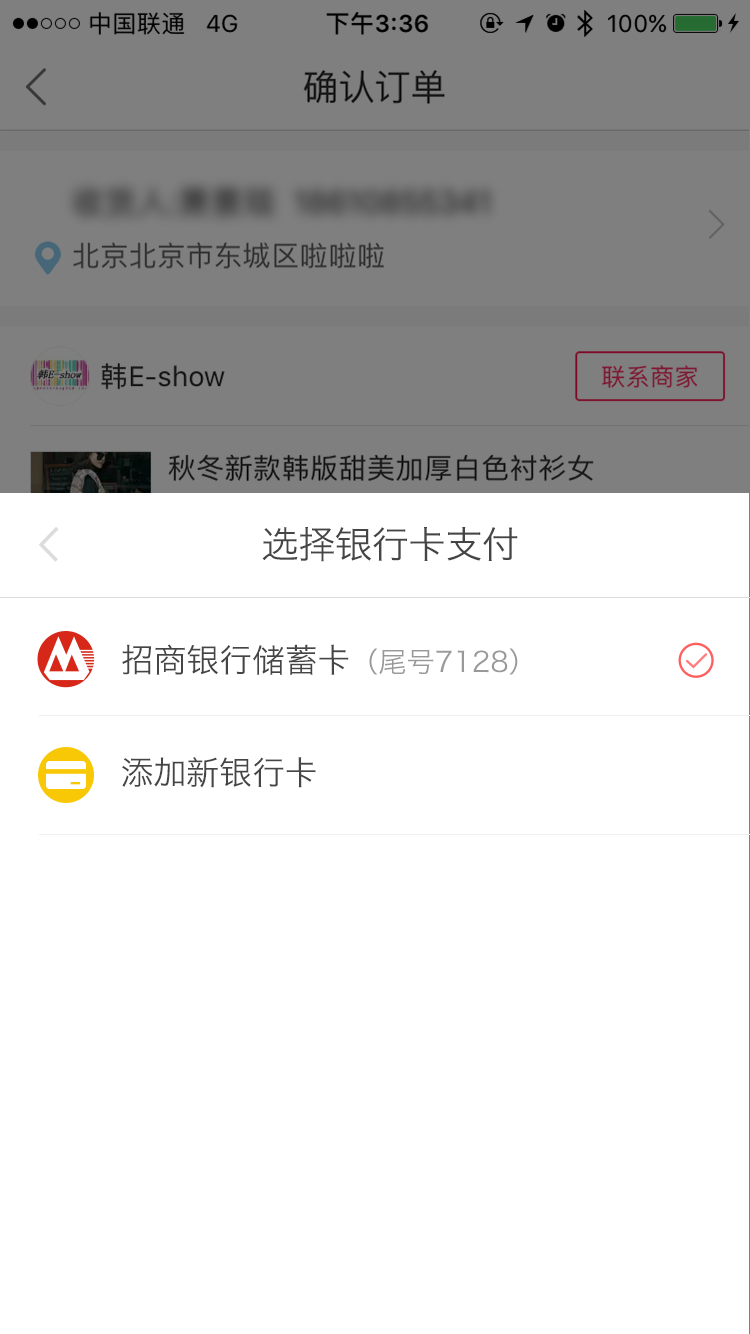 中国联通 4G 下午3:36 100%
确认订单
北京北京市东城区啦啦啦
韩E-show
韩E-show 联系商家
秋冬新款韩版甜美加厚白色衬衫女
选择银行卡支付
招商银行储蓄卡（尾号7128）
添加新银行卡